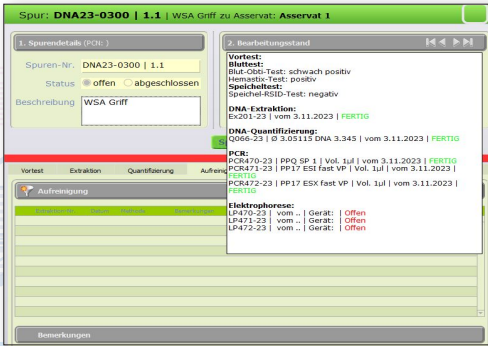 Spur: DNA23-0300 | 1.1 | WSA Griff zu Asservat: Asservat 1
1. Spurendetails (PCN: )
Spuren-Nr. DNA23-0300 | 1.1
Status offen abgeschlossen
Beschreibung WSA Griff
2. Bearbeitungsstand
Vortest:
Bluttest:
Blut-Obti-Test: schwach positiv
Hemastix-Test: positiv
Speicheltest:
Speichel-RSID-Test: negativ
DNA-Extraktion:
Ex201-23 | vom 3.11.2023 | FERTIG
DNA-Quantifizierung:
Q066-23 | Ø 3.05115 DNA 3.345 | vom 3.11.2023 | FERTIG
PCR:
PCR470-23 | PPQ SP 1 | Vol. 1µl | vom 3.11.2023 | FERTIG
PCR471-23 | PP17 ESI fast VP | Vol. 1µl | vom 3.11.2023 |
FERTIG
PCR472-23 | PP17 ESX fast VP | Vol. 1µl | vom 3.11.2023 |
FERTIG
Elektrophorese:
LP470-23 | vom .. | Gerät: | Offen
LP471-23 | vom .. | Gerät: | Offen
LP472-23 | vom .. | Gerät: | Offen
Vortest Extraktion Quantifizierung Aufreinig
Aufreinigung
Extraktion-Nr. Datum Methode Bemerkungen
Bemerkungen